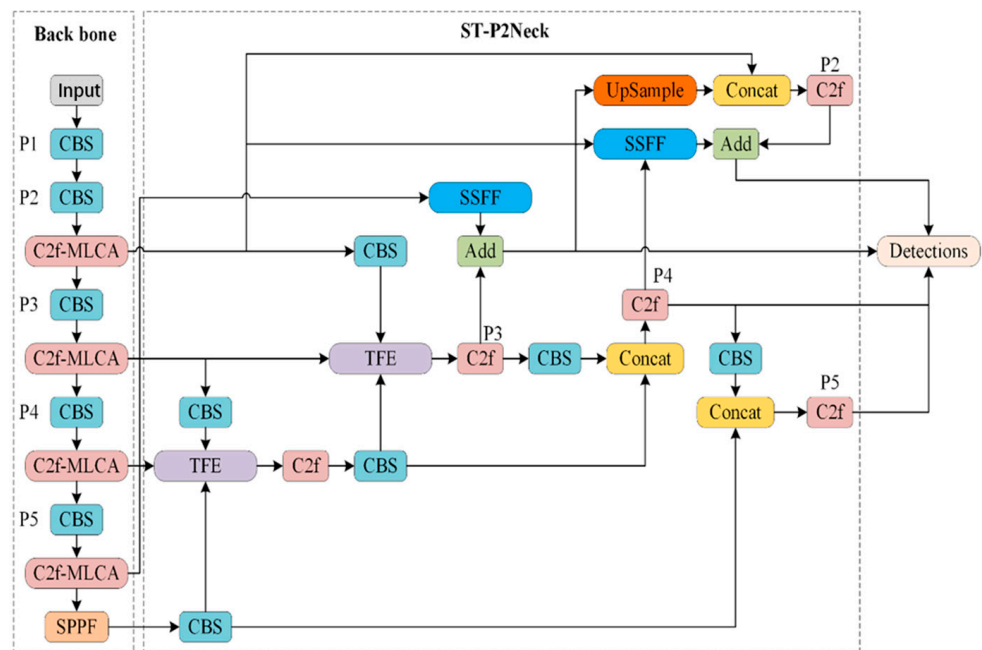 Back bone
ST-P2Neck
Input
P1
CBS
P2
CBS
C2f-MLCA
P3
CBS
C2f-MLCA
P4
CBS
C2f-MLCA
P5
CBS
C2f-MLCA
SPPF
P2
UpSample
Concat
C2f
SSFF
Add
SSFF
CBS
Add
Detections
P4
C2f
P3
TFE
C2f
CBS
Concat
CBS
P5
CBS
Concat
C2f
TFE
C2f
CBS
CBS